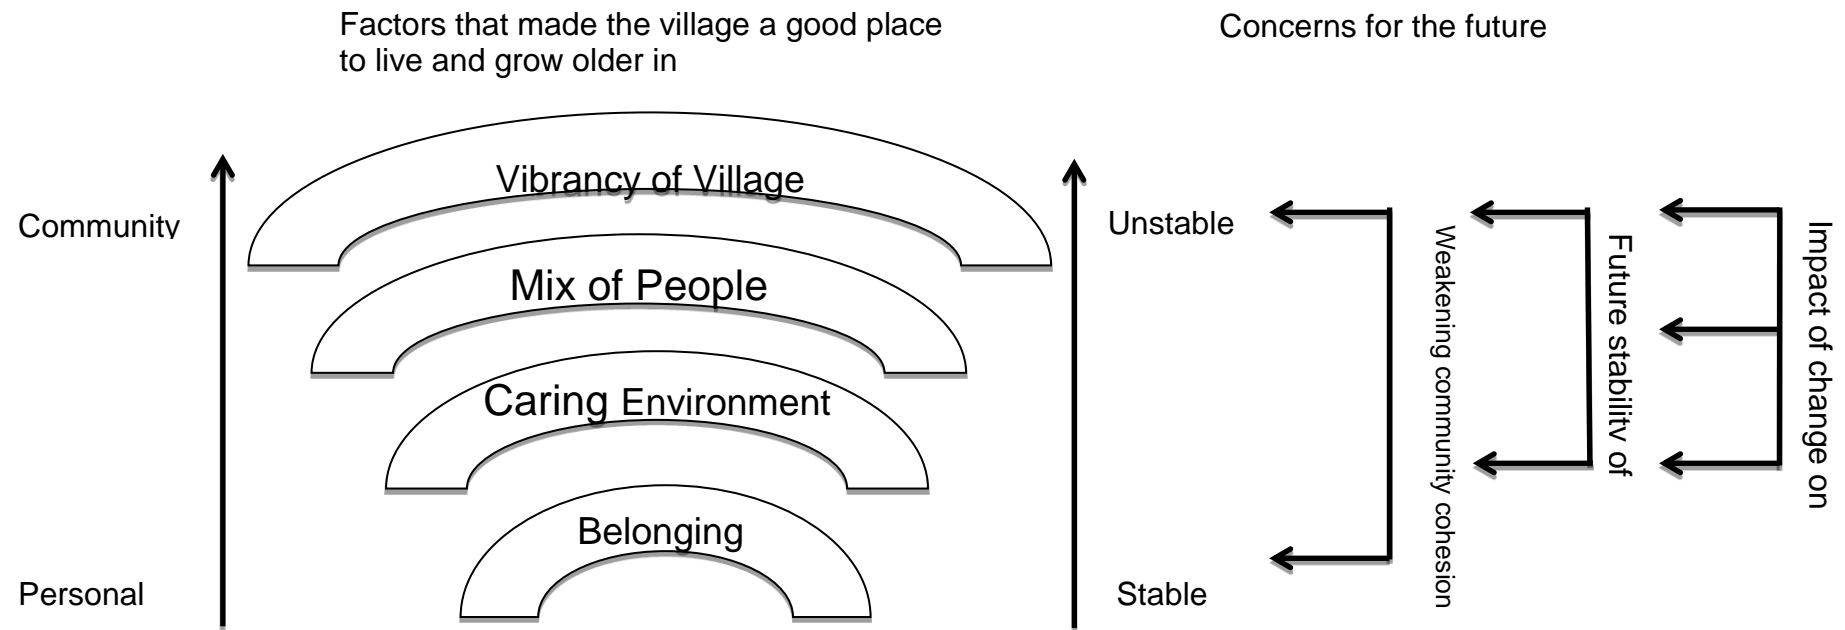 Factors that made the village a good place
to live and grow older in
Concerns for the future
Vibrancy of Village
Mix of People
Caring Environment
Belonging
Community
Personal
Unstable
Stable
Weakening community cohesion
Future stability of
Impact of change on